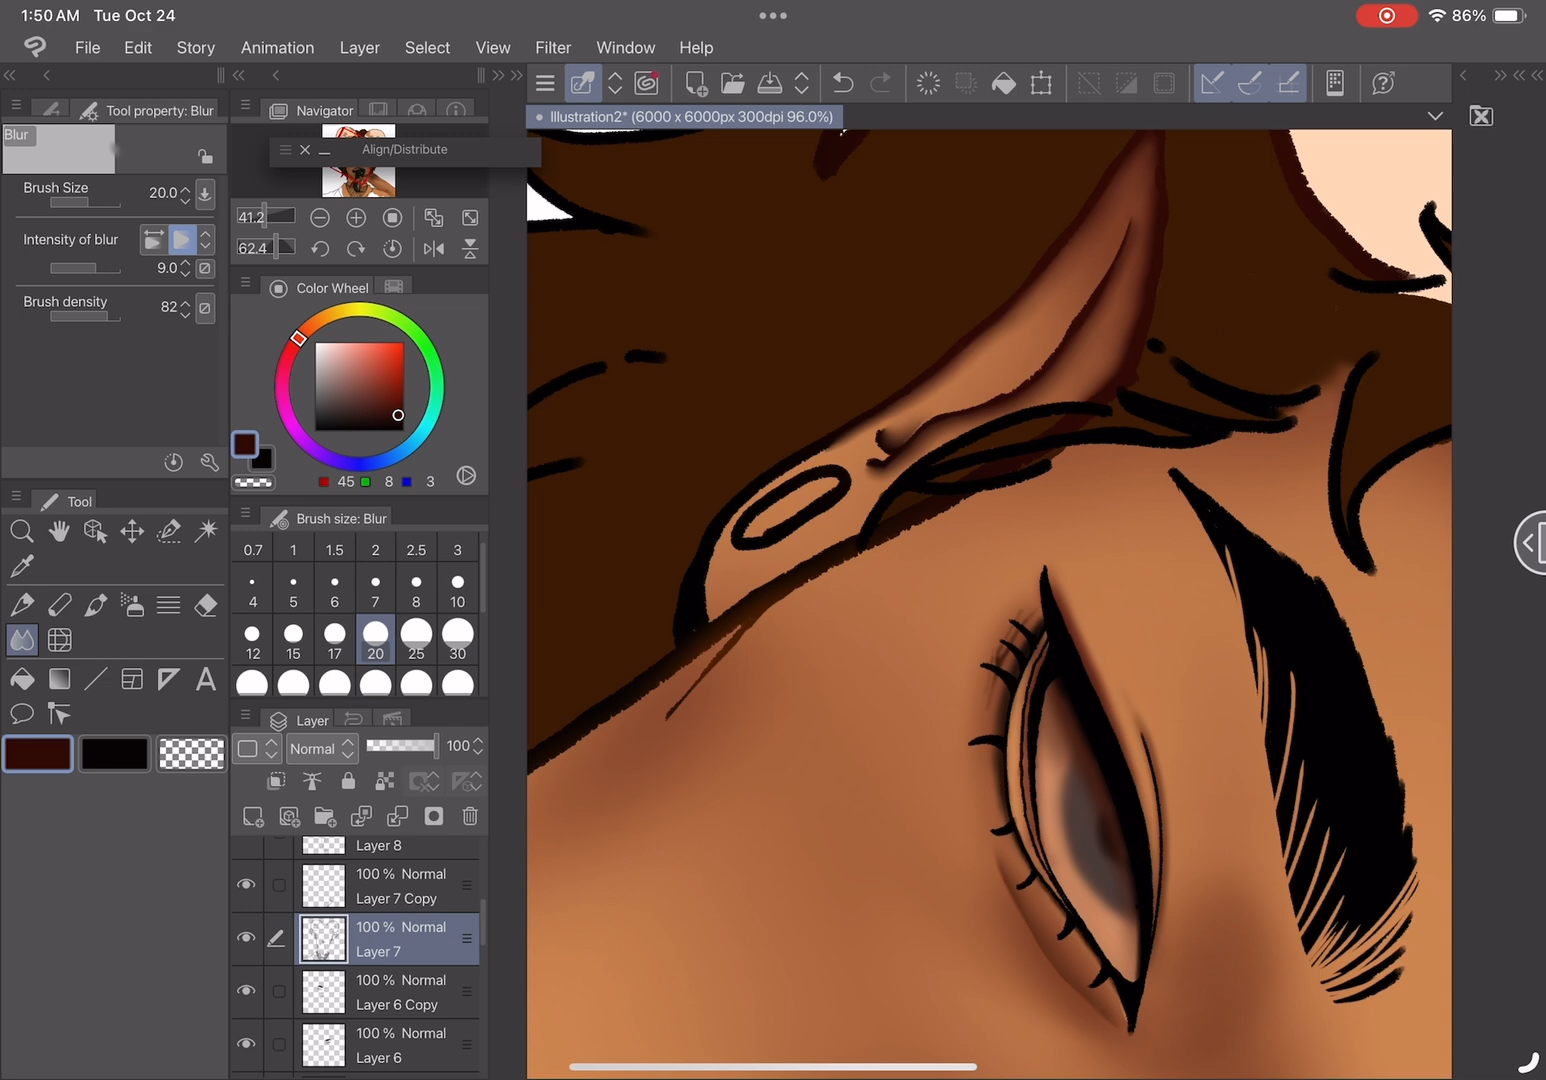 1:50 AM Tue Oct 24
86%
File Edit Story Animation Layer Select View Filter Window Help
Tool property: Blur
Navigator
Illustration2* (6000 x 6000px 300dpi 96.0%)
Blur
Align/Distribute
Brush Size 20.0
41.2
Intensity of blur
62.4
9.0
Color Wheel
Brush density 82
45 8 3
Tool
Brush size: Blur
0.7 1 1.5 2 2.5 3
4 5 6 7 8 10
12 15 17 20 25 30
A
Layer
Normal 100
Layer 8
100 % Normal
Layer 7 Copy
100 % Normal
Layer 7
100 % Normal
Layer 6 Copy
100 % Normal
Layer 6